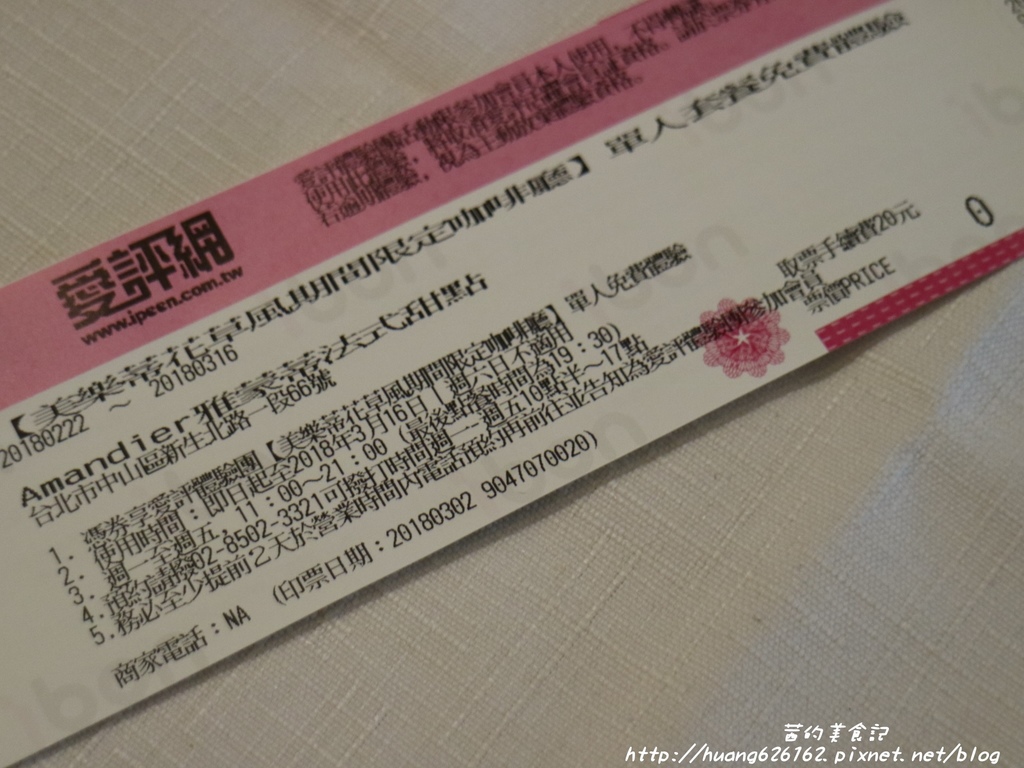 愛評網
www.ipeen.com.tw
【美樂蒂花草風期間限定咖啡廳】單人套餐免費體驗
20180222 ~ 20180316
Amandier雅蒙蒂法式甜點
台北市中山區新生北路一段66號
1. 憑券享愛評體驗團【美樂蒂花草風期間限定咖啡廳】單人免費體驗
2. 使用時間:即日起至2018年3月16日【週六日不適用
3. 週一至週五,11:00~21:00(最後點餐時間為19:30)
4. 預約請撥02-8502-3321可撥打時間週一~週五10點半~17點
5.務必至少提前2天於營業時間內電話預約再前往並告知為愛評體驗團參加會員
取票手續費20元
票價PRICE
0
商家電話:NA (印票日期:20180302 9047070020)
茜的美食記
http://huang626162.pixnet.net/blog